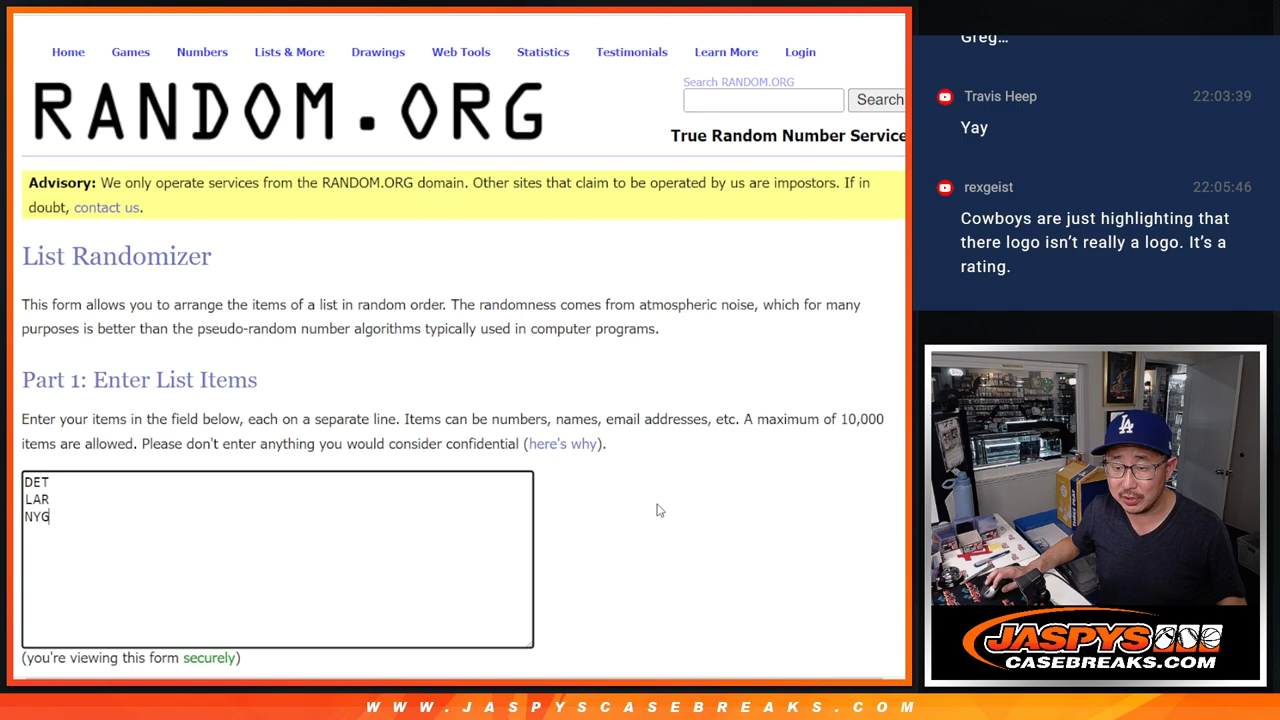 Home Games Numbers Lists & More Drawings Web Tools Statistics Testimonials Learn More Login
RANDOM.ORG
Search RANDOM.ORG
Search
True Random Number Service
Advisory: We only operate services from the RANDOM.ORG domain. Other sites that claim to be operated by us are impostors. If in
doubt, contact us.
List Randomizer
This form allows you to arrange the items of a list in random order. The randomness comes from atmospheric noise, which for many
purposes is better than the pseudo-random number algorithms typically used in computer programs.
Part 1: Enter List Items
Enter your items in the field below, each on a separate line. Items can be numbers, names, email addresses, etc. A maximum of 10,000
items are allowed. Please don't enter anything you would consider confidential (here's why).
DET
LAR
NYG
(you're viewing this form securely)
Greg…
Travis Heep 22:03:39
Yay
rexgeist 22:05:46
Cowboys are just highlighting that
there logo isn’t really a logo. It’s a
rating.
LA
JASPYS
CASEBREAKS.COM
WWW.JASPYSCASEBREAKS.COM